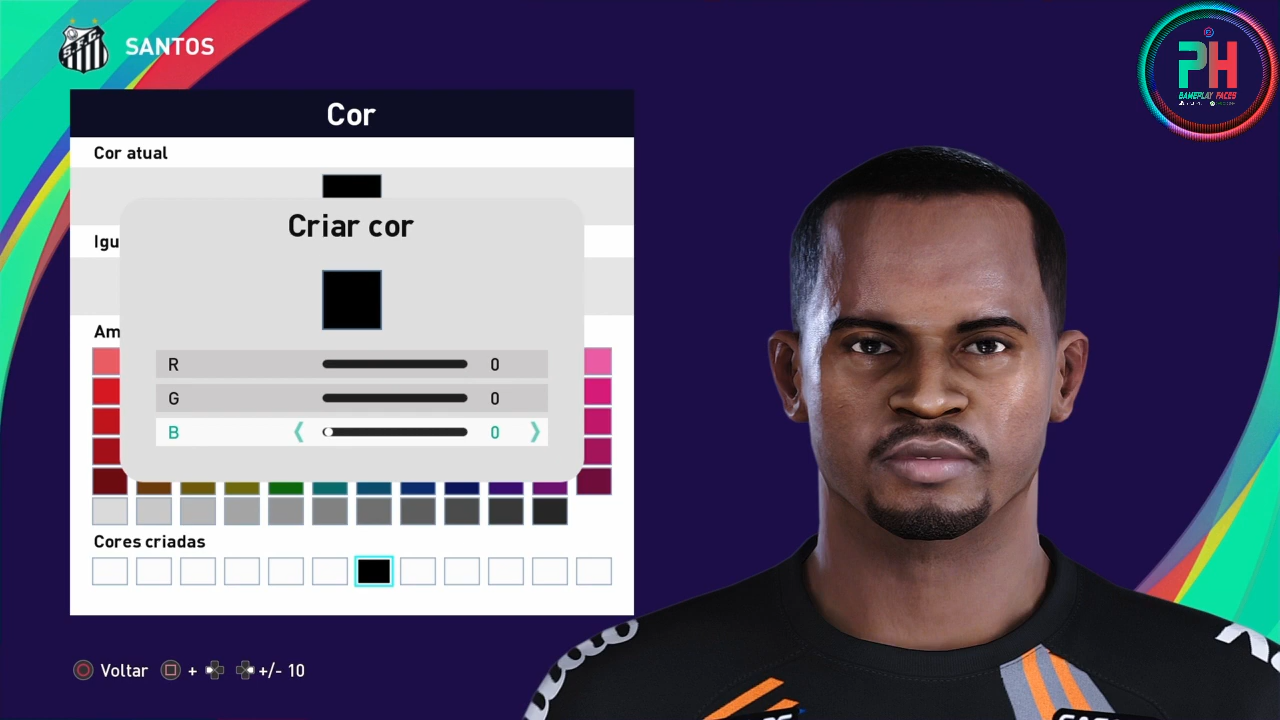 S.F.C.
SANTOS
PH
GAMEPLAY FACES
Cor
Cor atual
Criar cor
Igu
Am
R 0
G 0
B 0
Cores criadas
Voltar + +/- 10